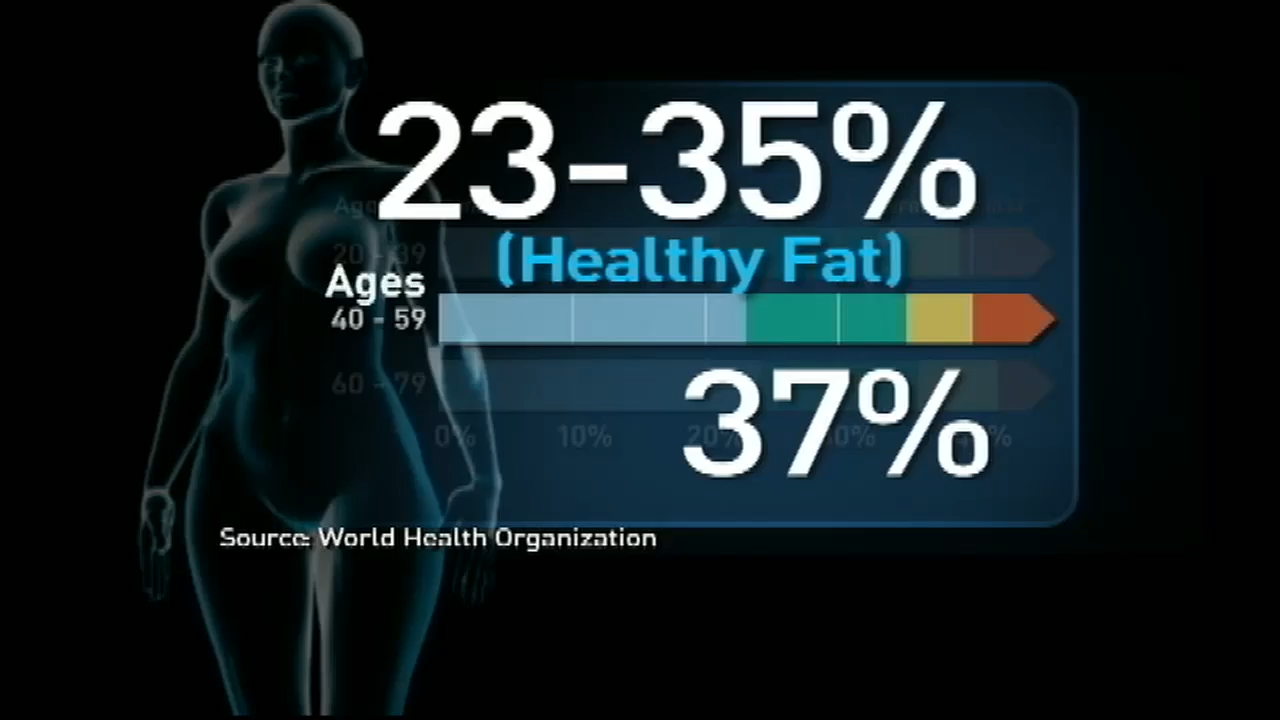 23-35%
(Healthy Fat)
20 - 39
Ages
40 - 59
60 - 79
37%
0%
10%
20%
Source: World Health Organization